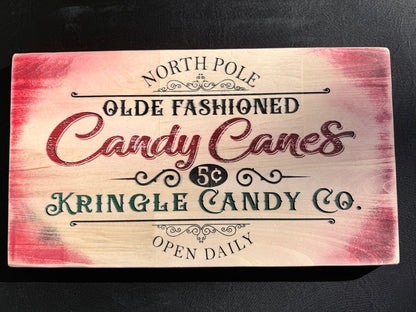 NORTH POLE
OLDE FASHIONED
Candy Canes
5¢
KRINGLE CANDY CO.
OPEN DAILY